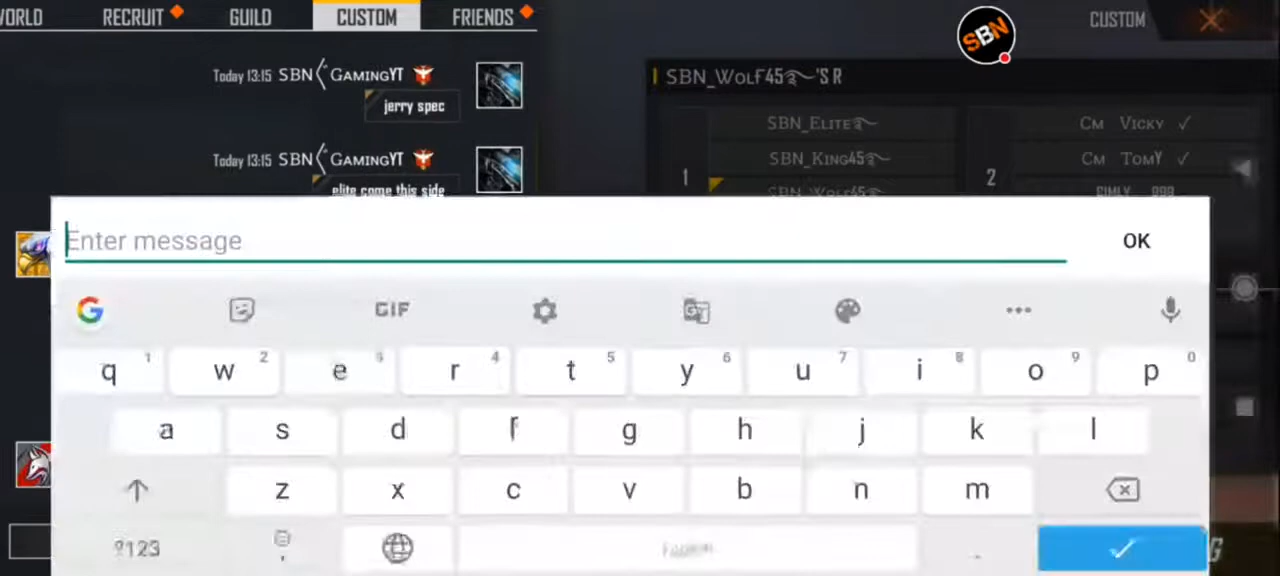 WORLD RECRUIT GUILD CUSTOM FRIENDS
SBN
CUSTOM
Today 13:15 SBN GAMINGYT
jerry spec
Today 13:15 SBN GAMINGYT
elite come this side
SBN_WOLF45'S R
1
SBN_ELITE
SBN_KING45
SBN_WOLF45
2
CM VICKY ✓
CM TOMY ✓
Enter message
OK
G GIF
q 1 w 2 e 3 r 4 t 5 y 6 u 7 i 8 o 9 p 0
a s d f g h j k l
z x c v b n m
?123 , .
G